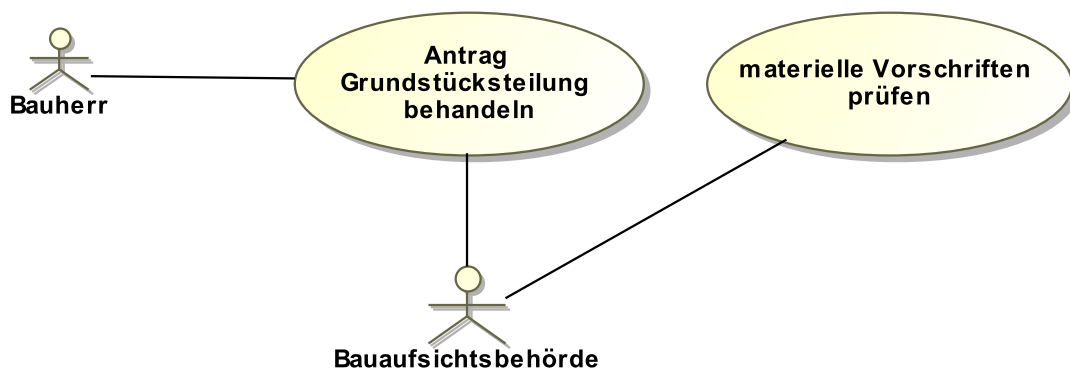 Bauherr
Antrag
Grundstücksteilung
behandeln
materielle Vorschriften
prüfen
Bauaufsichtsbehörde